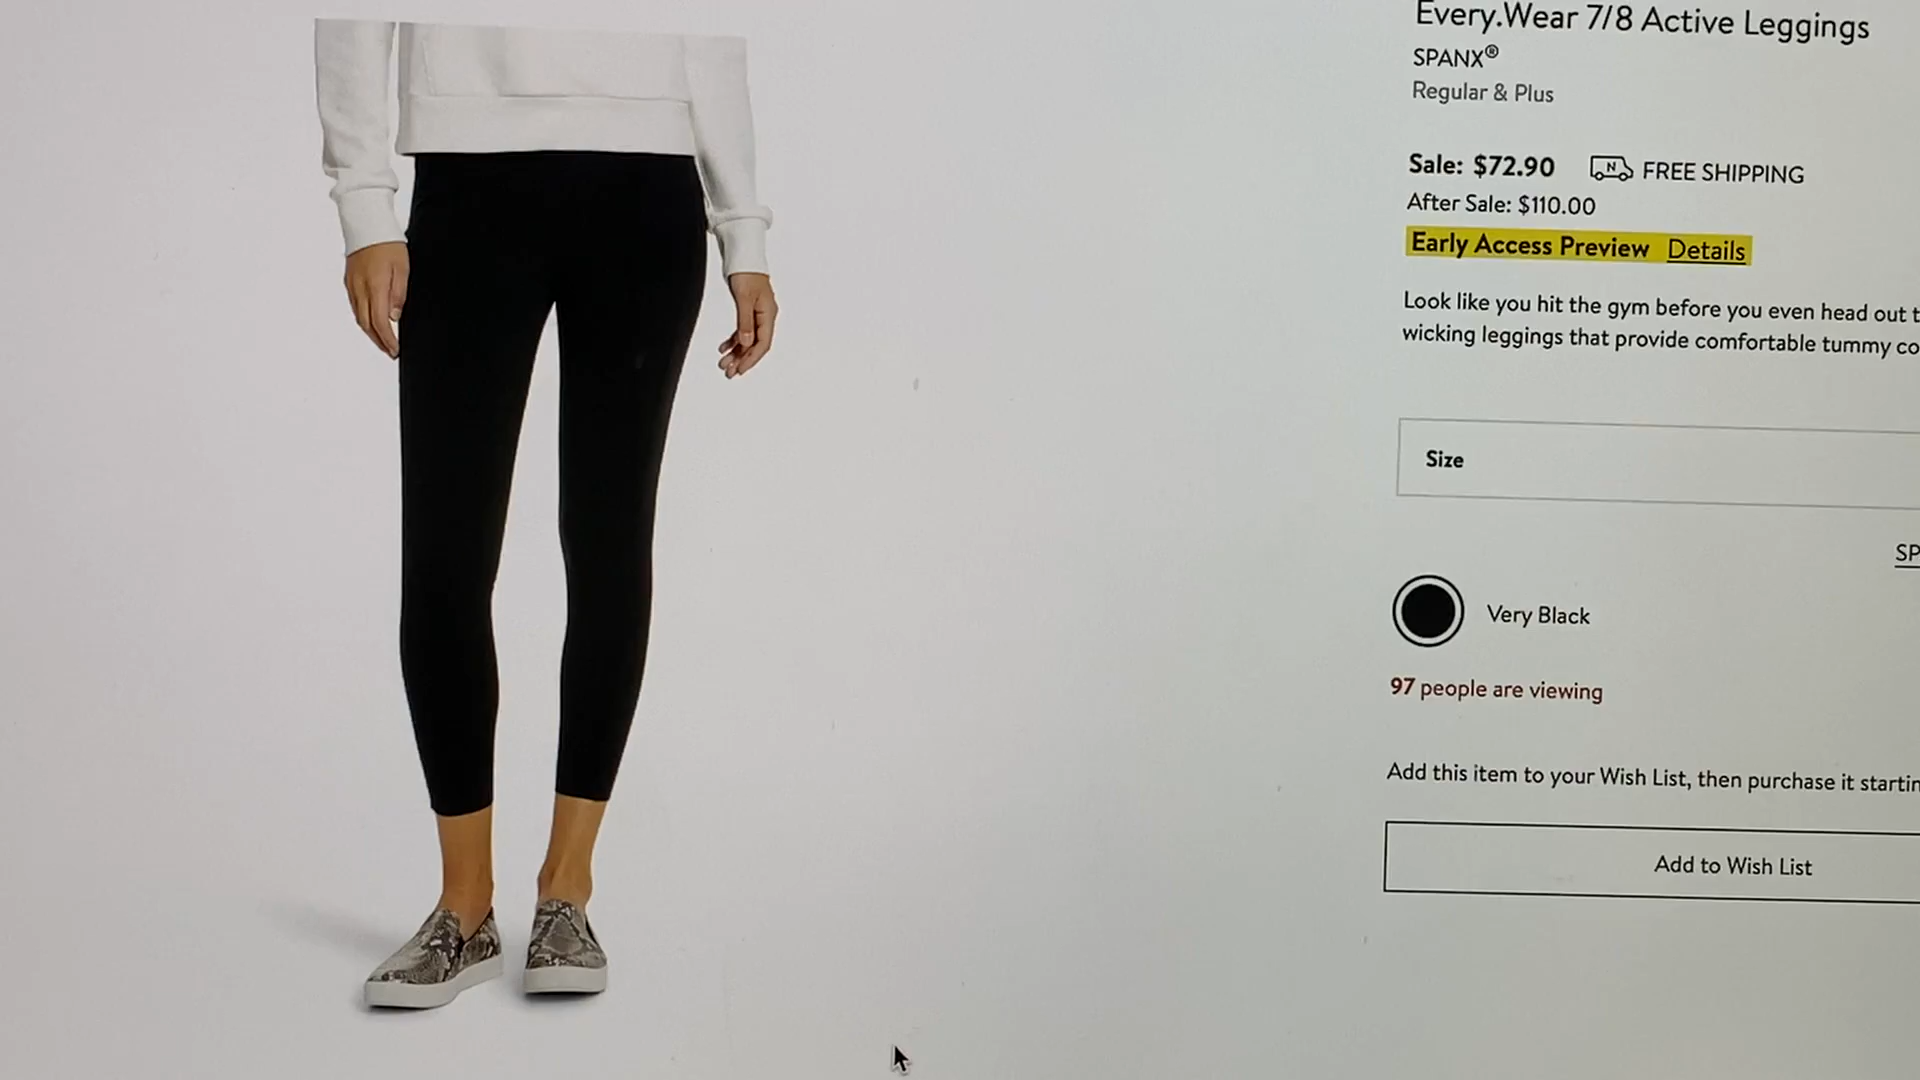 Every.Wear 7/8 Active Leggings
SPANX®
Regular & Plus
Sale: $72.90 N FREE SHIPPING
After Sale: $110.00
Early Access Preview Details
Look like you hit the gym before you even head out t
wicking leggings that provide comfortable tummy co
Size
SP
Very Black
97 people are viewing
Add this item to your Wish List, then purchase it startin
Add to Wish List